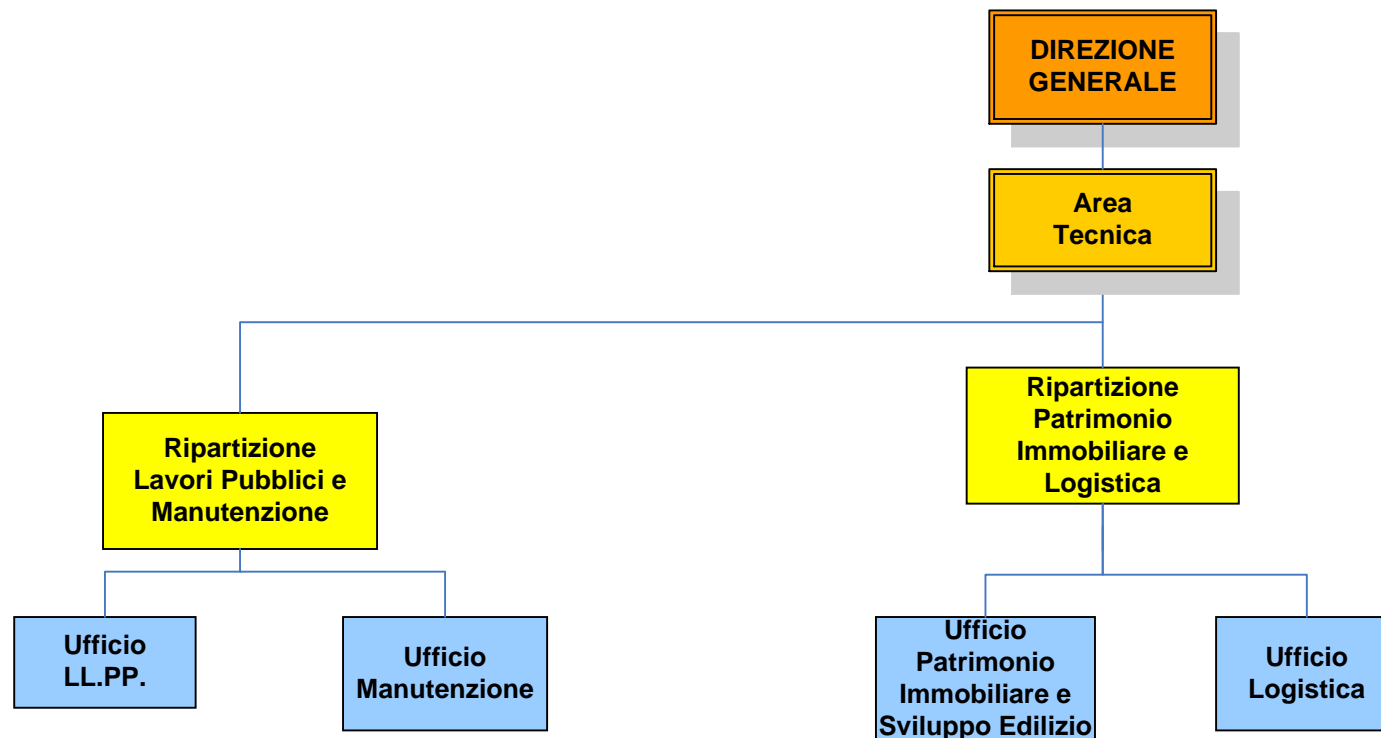 DIREZIONE
GENERALE
Area
Tecnica
Ripartizione
Lavori Pubblici e
Manutenzione
Ripartizione
Patrimonio
Immobiliare e
Logistica
Ufficio
LL.PP.
Ufficio
Manutenzione
Ufficio
Patrimonio
Immobiliare e
Sviluppo Edilizio
Ufficio
Logistica